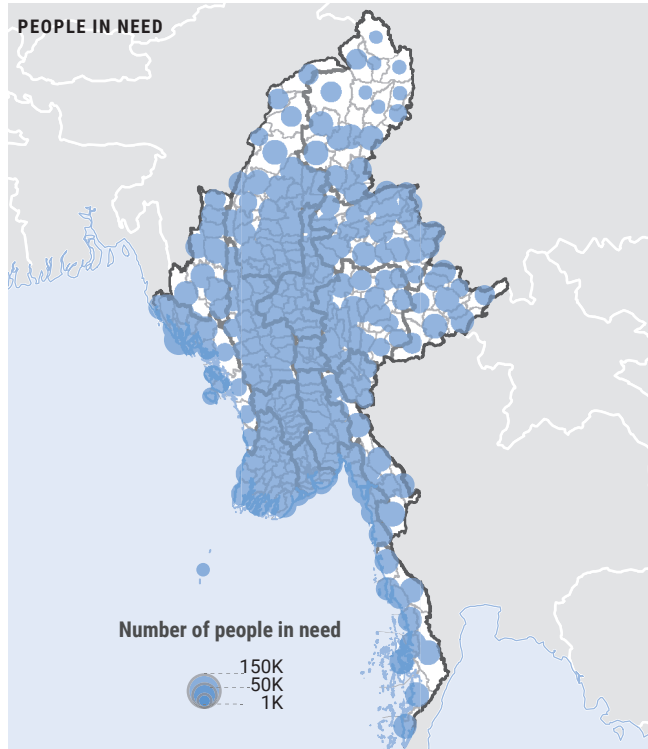 PEOPLE IN NEED
Number of people in need
150K
50K
1K